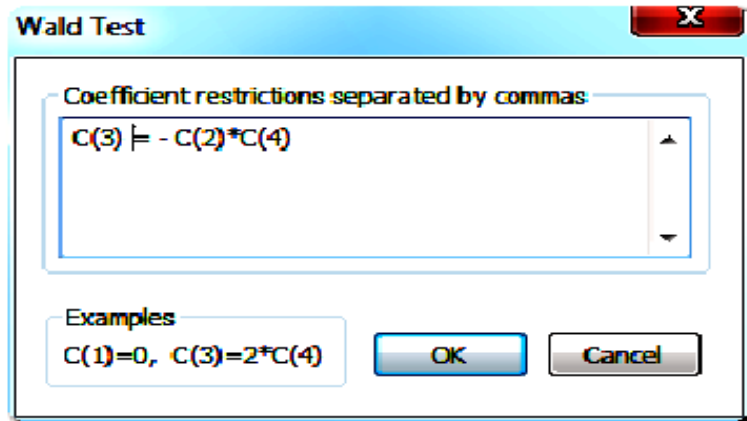 Wald Test
Coefficient restrictions separated by commas
C(3) = - C(2)*C(4)
Examples
C(1)=0, C(3)=2*C(4)
OK
Cancel